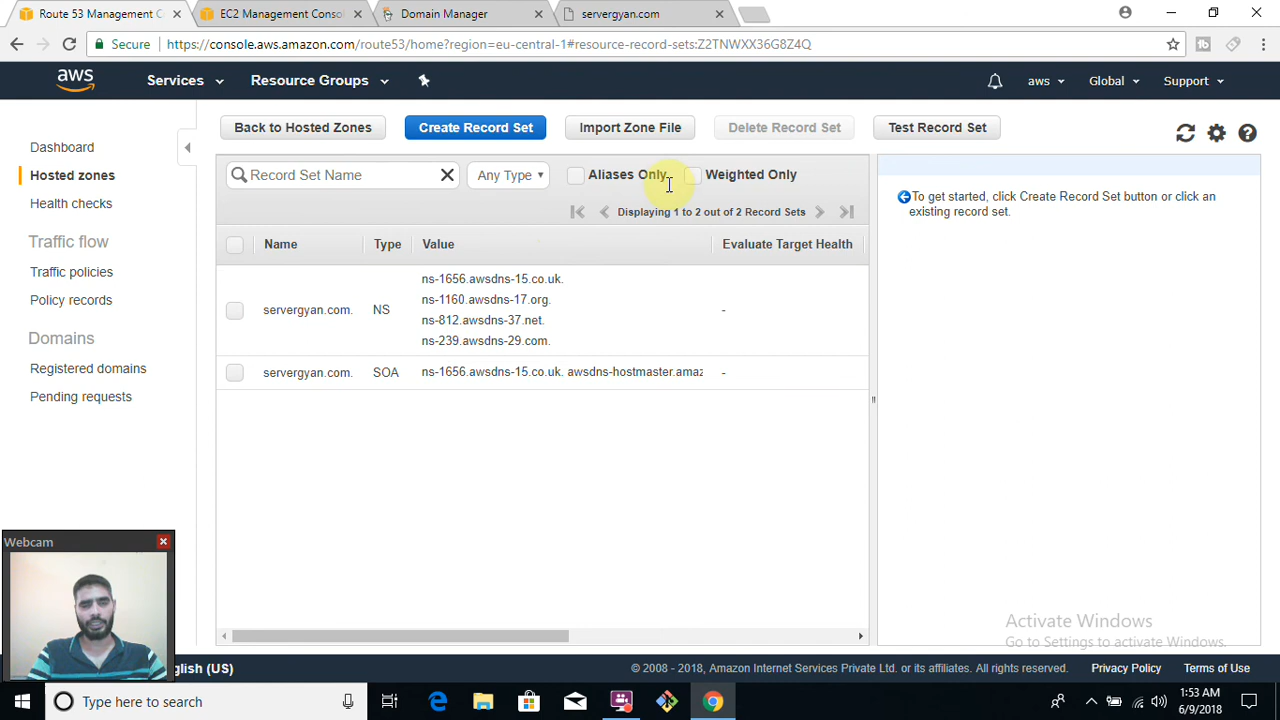 Route 53 Management C
EC2 Management Conso
Domain Manager
servergyan.com
Secure
https://console.aws.amazon.com/route53/home?region=eu-central-1#resource-record-sets:Z2TNWXX36G8Z4Q
aws
Services
Resource Groups
aws
Global
Support
Dashboard
Hosted zones
Health checks
Traffic flow
Traffic policies
Policy records
Domains
Registered domains
Pending requests
Back to Hosted Zones
Create Record Set
Import Zone File
Delete Record Set
Test Record Set
Record Set Name
Any Type
Aliases Only
Weighted Only
Displaying 1 to 2 out of 2 Record Sets
Name Type Value Evaluate Target Health
servergyan.com. NS
ns-1656.awsdns-15.co.uk.
ns-1160.awsdns-17.org.
ns-812.awsdns-37.net.
ns-239.awsdns-29.com.
-
servergyan.com. SOA ns-1656.awsdns-15.co.uk. awsdns-hostmaster.amaz -
To get started, click Create Record Set button or click an
existing record set.
Webcam
Activate Windows
Go to Settings to activate Windows.
glish (US)
© 2008 - 2018, Amazon Internet Services Private Ltd. or its affiliates. All rights reserved.
Privacy Policy
Terms of Use
Type here to search
1:53 AM
6/9/2018